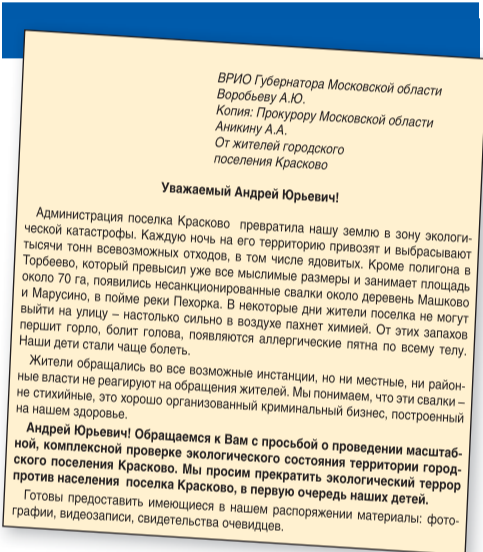 ВРИО Губернатора Московской области
Воробьеву А.Ю.
Копия: Прокурору Московской области
Аникину А.А.
От жителей городского
поселения Красково
Уважаемый Андрей Юрьевич!
Администрация поселка Красково превратила нашу землю в зону экологи-
ческой катастрофы. Каждую ночь на его территорию привозят и выбрасывают
тысячи тонн всевозможных отходов, в том числе ядовитых. Кроме полигона в
Торбеево, который превысил уже все мыслимые размеры и занимает площадь
около 70 га, появились несанкционированные свалки около деревень Машково
и Марусино, в пойме реки Пехорка. В некоторые дни жители поселка не могут
выйти на улицу – настолько сильно в воздухе пахнет химией. От этих запахов
першит горло, болит голова, появляются аллергические пятна по всему телу.
Наши дети стали чаще болеть.
Жители обращались во все возможные инстанции, но ни местные, ни район-
ные власти не реагируют на обращения жителей. Мы понимаем, что эти свалки –
не стихийные, это хорошо организованный криминальный бизнес, построенный
на нашем здоровье.
Андрей Юрьевич! Обращаемся к Вам с просьбой о проведении масштаб-
ной, комплексной проверке экологического состояния территории город-
ского поселения Красково. Мы просим прекратить экологический террор
против населения поселка Красково, в первую очередь наших детей.
Готовы предоставить имеющиеся в нашем распоряжении материалы: фото-
графии, видеозаписи, свидетельства очевидцев.